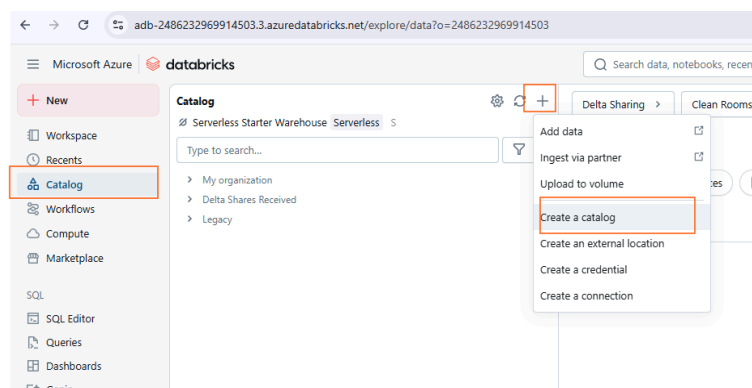 adb-2486232969914503.3.azuredatabricks.net/explore/data?o=2486232969914503
Microsoft Azure databricks
Search data, notebooks, recen
New
Workspace
Recents
Catalog
Workflows
Compute
Marketplace
SQL
SQL Editor
Queries
Dashboards
Catalog
Serverless Starter Warehouse Serverless S
Type to search...
My organization
Delta Shares Received
Legacy
Delta Sharing > Clean Rooms
Add data
Ingest via partner
Upload to volume
Create a catalog
Create an external location
Create a credential
Create a connection